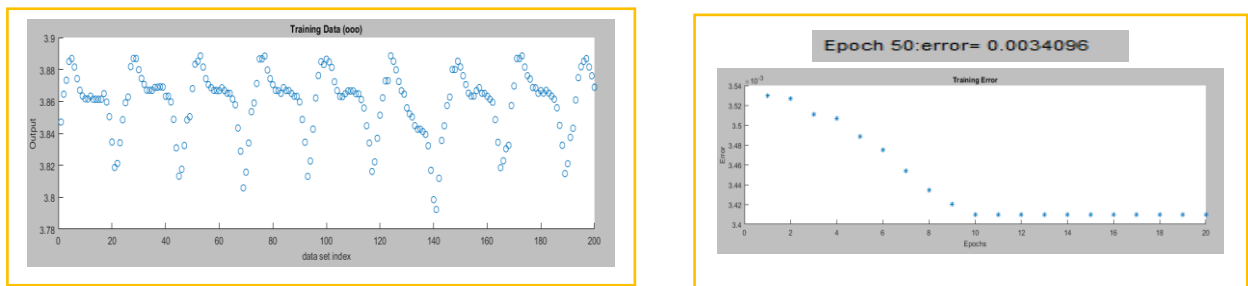 Training Data (ooo)
3.9
3.88
3.86
3.84
3.82
3.8
3.78
Output
0 20 40 60 80 100 120 140 160 180 200
data set index
Epoch 50:error= 0.0034096
Training Error
× 10⁻³
3.54
3.52
3.5
3.48
3.46
3.44
3.42
3.4
Error
0 2 4 6 8 10 12 14 16 18 20
Epochs